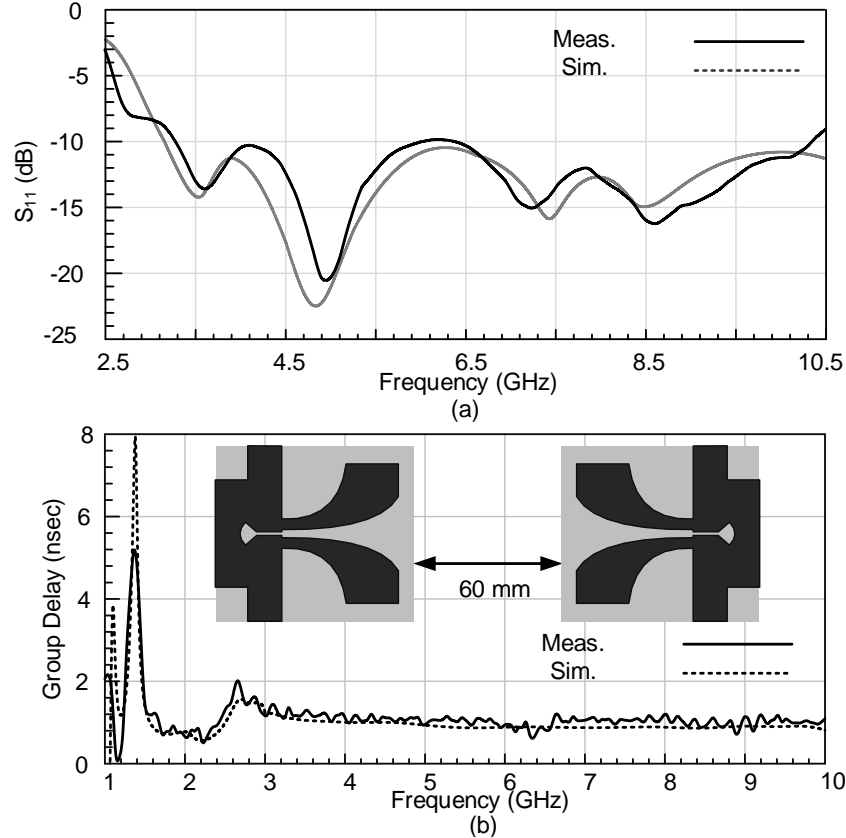 0
-5
-10
-15
-20
-25
S11 (dB)
Meas.
Sim.
2.5 4.5 6.5 8.5 10.5
Frequency (GHz)
(a)
8
6
4
2
0
Group Delay (nsec)
60 mm
Meas.
Sim.
1 2 3 4 5 6 7 8 9 10
Frequency (GHz)
(b)